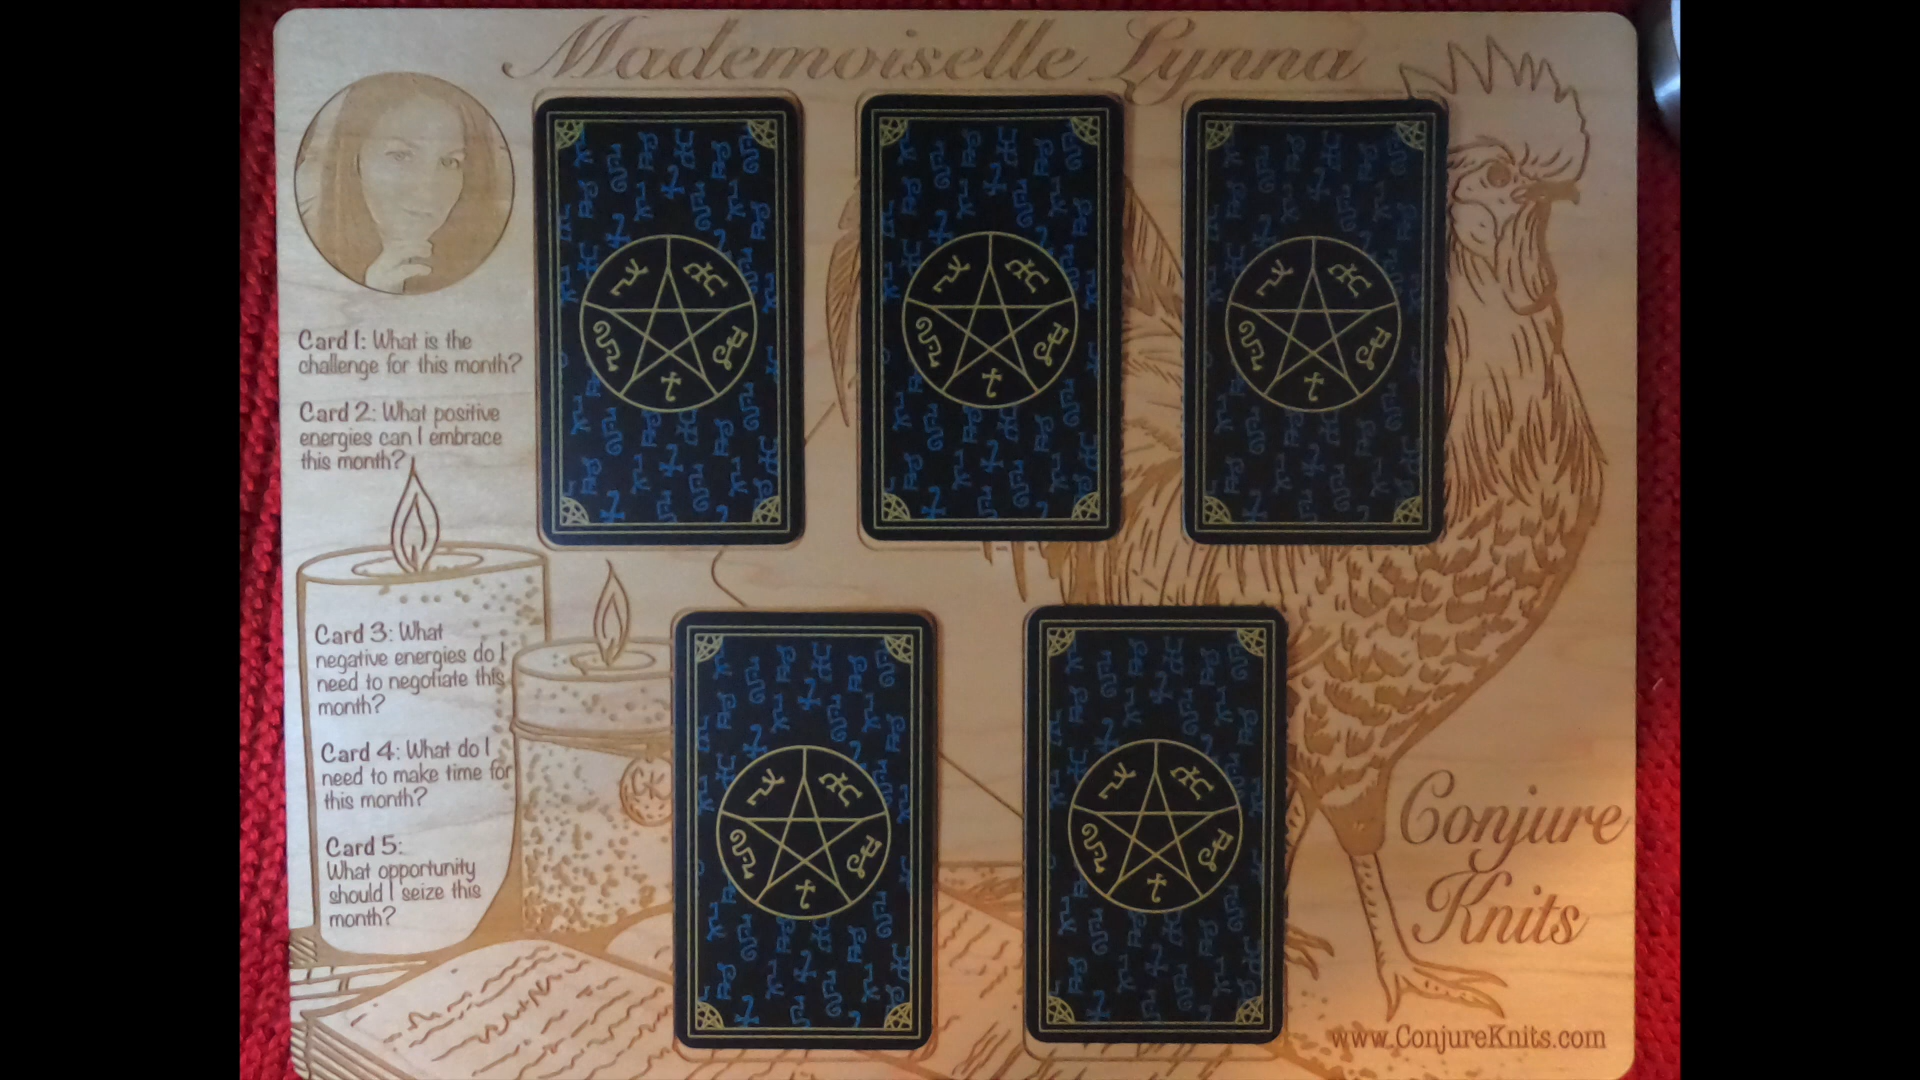 Mademoiselle Lynna
Card 1: What is the
challenge for this month?
Card 2: What positive
energies can I embrace
this month?
Card 3: What
negative energies do I
need to negotiate this
month?
Card 4: What do I
need to make time for
this month?
Card 5:
What opportunity
should I seize this
month?
CK
Conjure
Knits
www.ConjureKnits.com